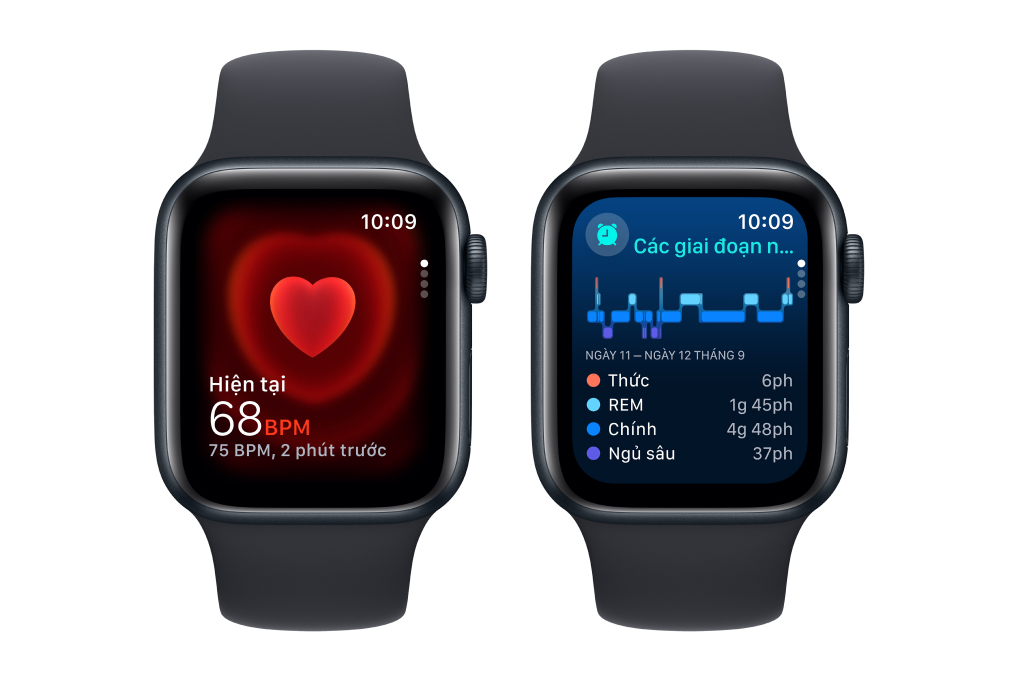 10:09
Hiện tại
68BPM
75 BPM, 2 phút trước
10:09
Các giai đoạn n...
NGÀY 11 – NGÀY 12 THÁNG 9
Thức 6ph
REM 1g 45ph
Chính 4g 48ph
Ngủ sâu 37ph